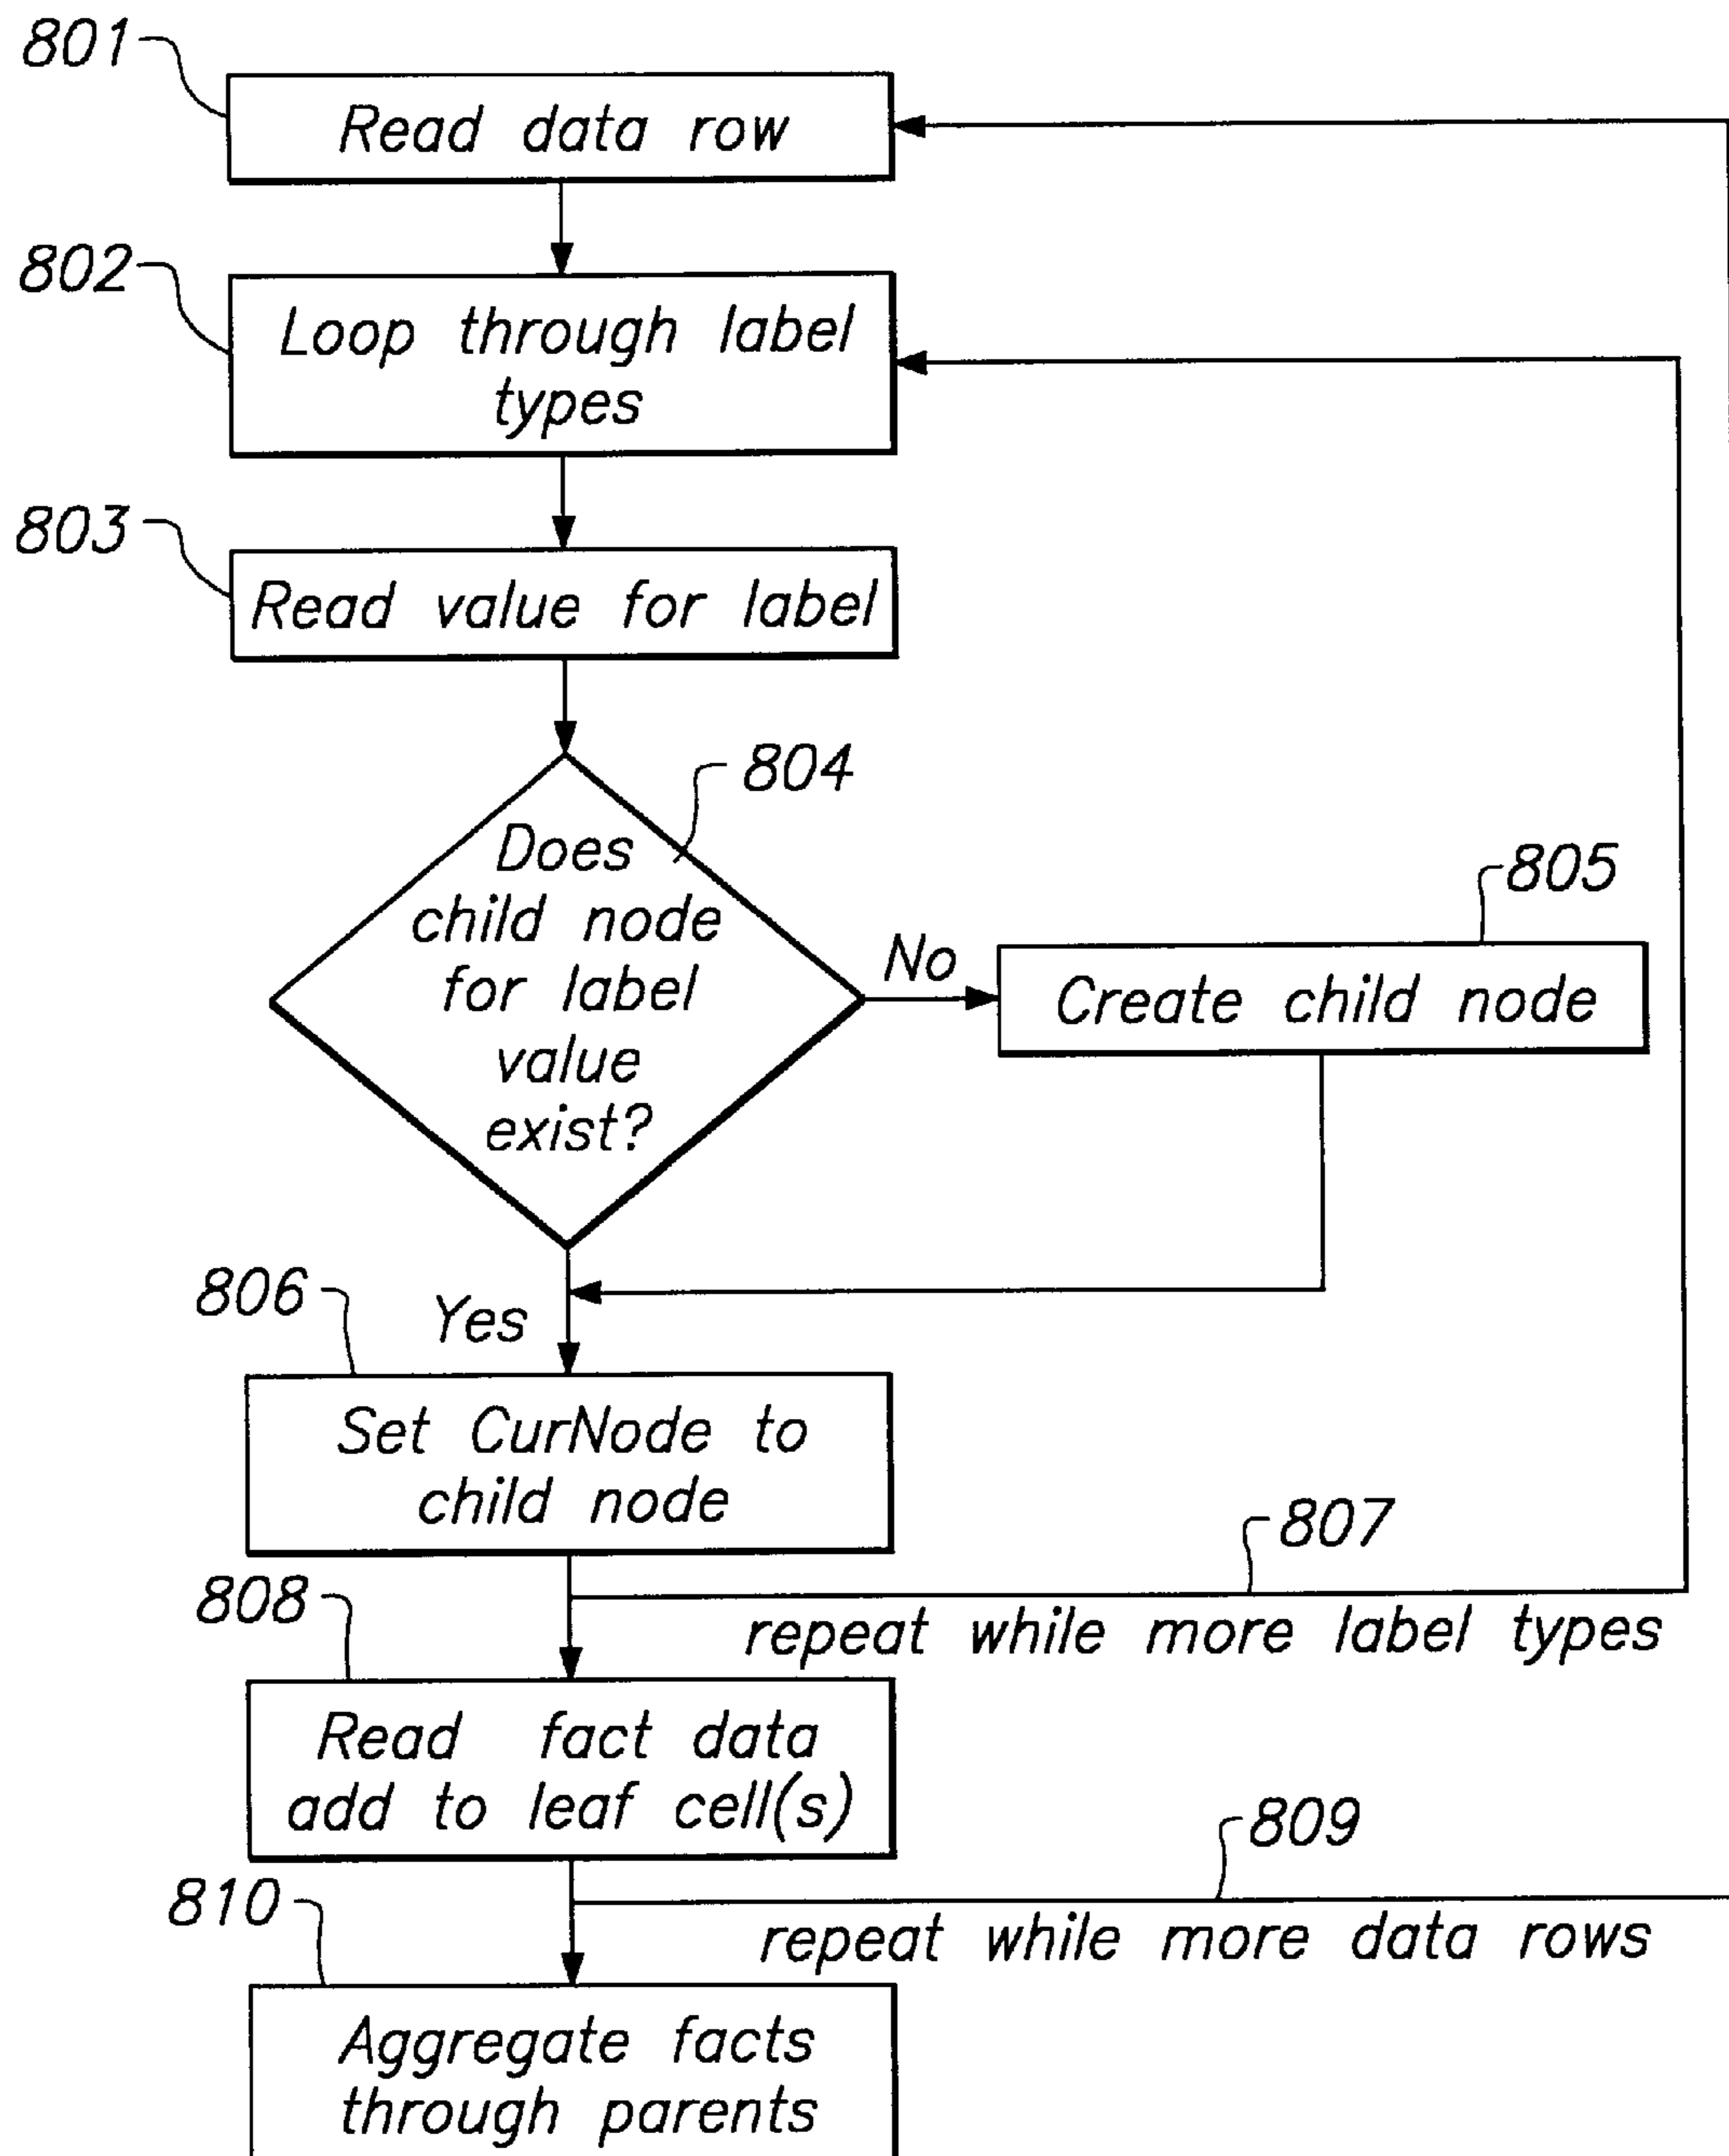 801
Read data row
802
Loop through label
types
803
Read value for label
804
Does
child node
for label
value
exist?
No
805
Create child node
806
Yes
Set CurNode to
child node
807
repeat while more label types
808
Read fact data
add to leaf cell(s)
809
repeat while more data rows
810
Aggregate facts
through parents